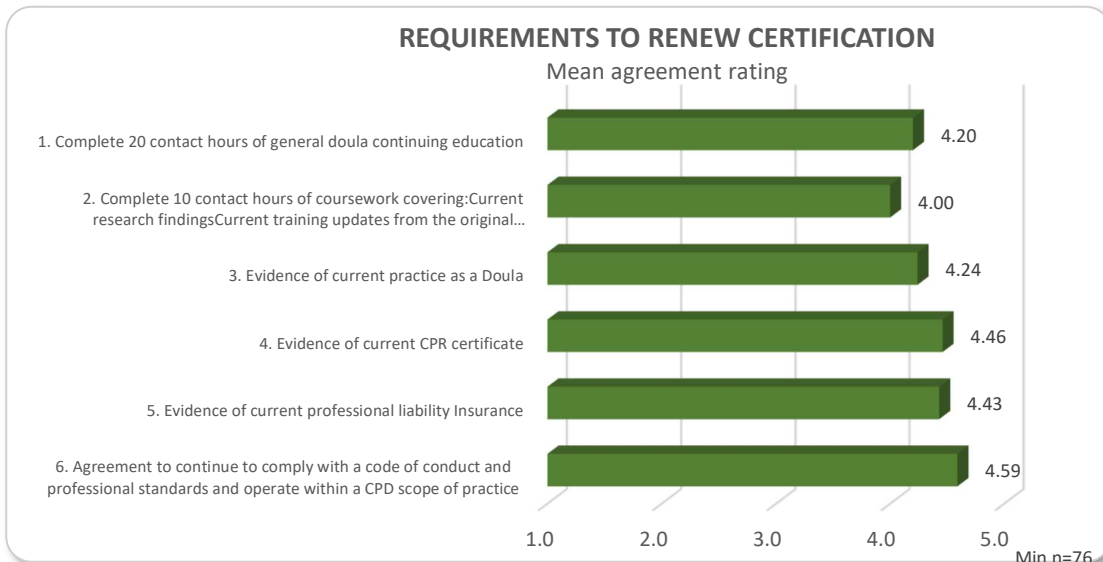 REQUIREMENTS TO RENEW CERTIFICATION
Mean agreement rating
1. Complete 20 contact hours of general doula continuing education
4.20
2. Complete 10 contact hours of coursework covering:Current
research findingsCurrent training updates from the original...
4.00
3. Evidence of current practice as a Doula
4.24
4. Evidence of current CPR certificate
4.46
5. Evidence of current professional liability Insurance
4.43
6. Agreement to continue to comply with a code of conduct and
professional standards and operate within a CPD scope of practice
4.59
1.0 2.0 3.0 4.0 5.0
Min n=76